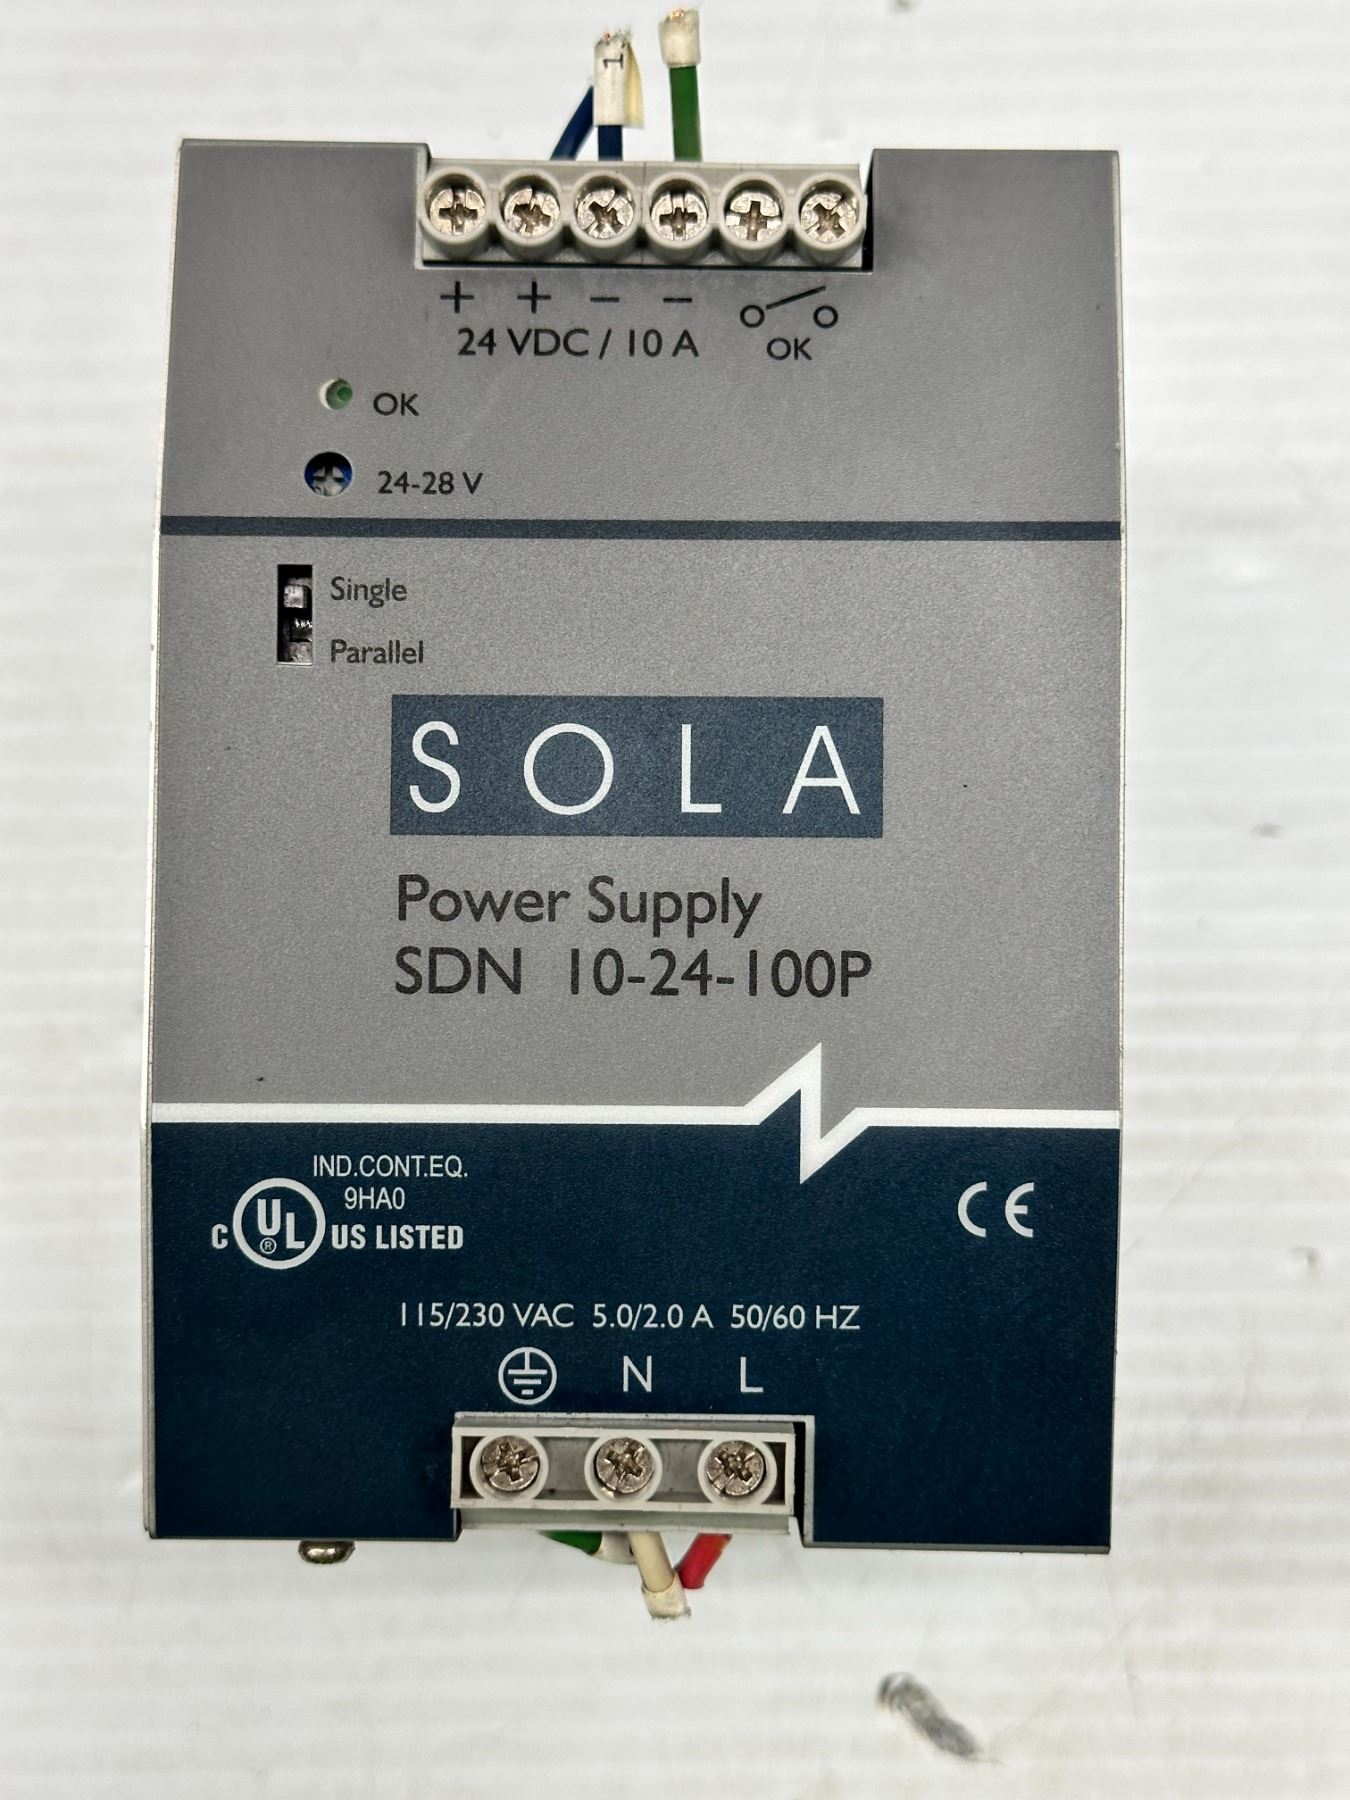 1
+ + − −
24 VDC / 10 A
OK
OK
24-28 V
Single
Parallel
SOLA
Power Supply
SDN 10-24-100P
IND.CONT.EQ.
9HA0
C UL ® US LISTED
CE
115/230 VAC 5.0/2.0 A 50/60 HZ
N L